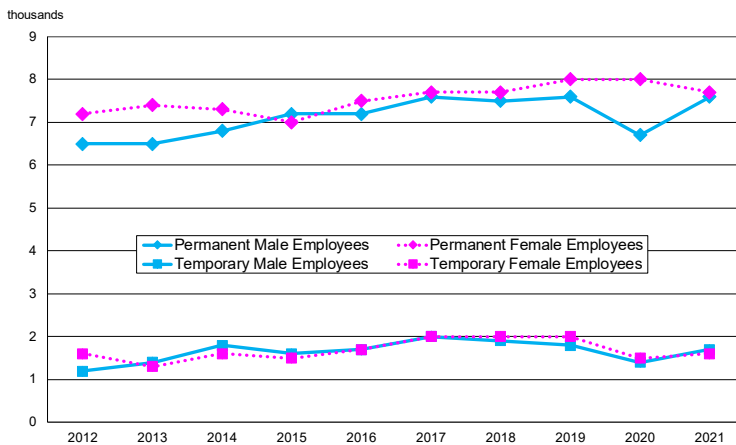 thousands
9
8
7
6
5
4
3
2
1
0
Permanent Male Employees Permanent Female Employees
Temporary Male Employees Temporary Female Employees
2012 2013 2014 2015 2016 2017 2018 2019 2020 2021